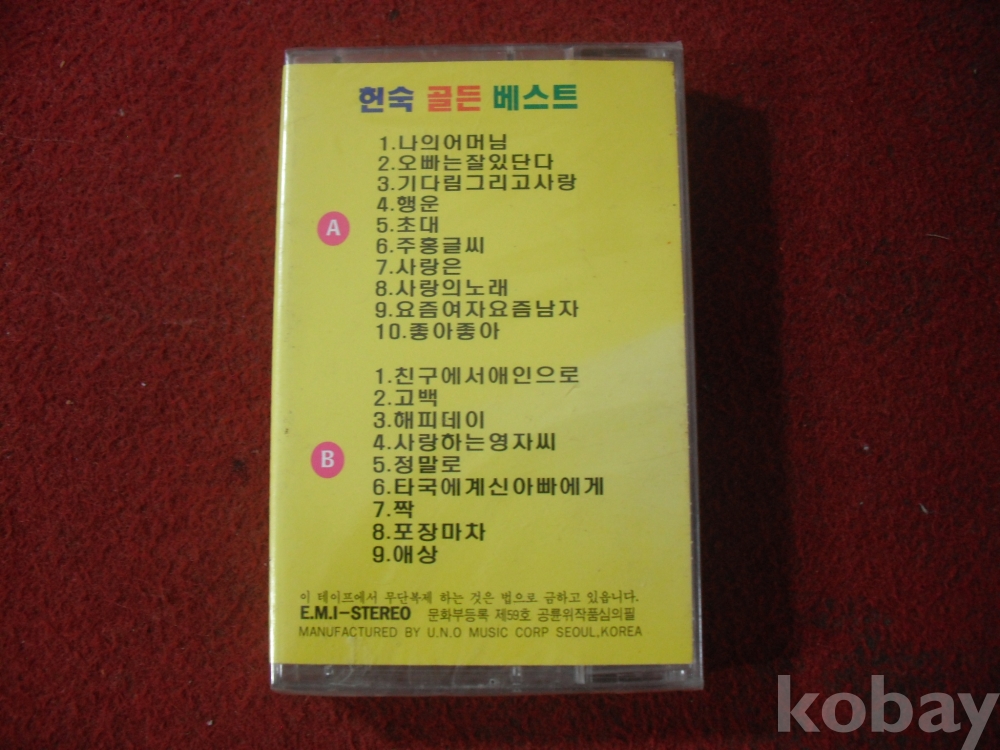 현숙 골든 베스트
A
1.나의어머님
2.오빠는잘있단다
3.기다림그리고사랑
4.행운
5.초대
6.주홍글씨
7.사랑은
8.사랑의노래
9.요즘여자요즘남자
10.좋아좋아
B
1.친구에서애인으로
2.고백
3.해피데이
4.사랑하는영자씨
5.정말로
6.타국에계신아빠에게
7.짝
8.포장마차
9.애상
이 테이프에서 무단복제 하는 것은 법으로 금하고 있읍니다.
E.M.I-STEREO 문화부등록 제59호 공륜위작품심의필
MANUFACTURED BY U.N.O MUSIC CORP SEOUL.KOREA
kobay